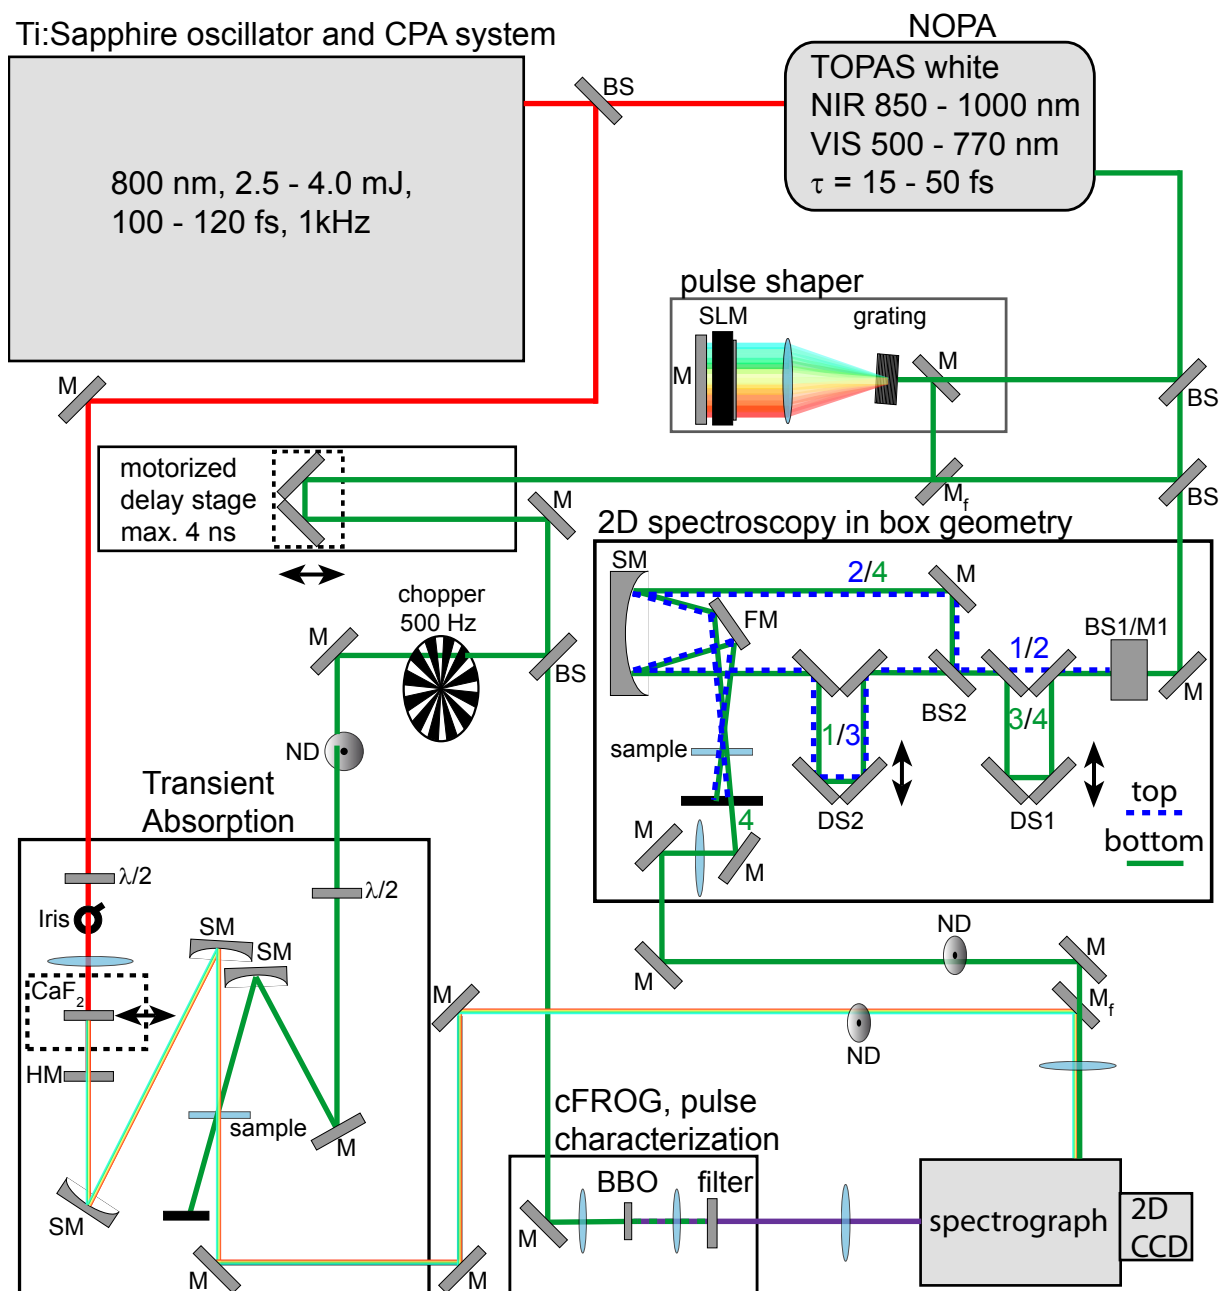 Ti:Sapphire oscillator and CPA system
NOPA
BS
TOPAS white
NIR 850 - 1000 nm
VIS 500 - 770 nm
τ = 15 - 50 fs
800 nm, 2.5 - 4.0 mJ,
100 - 120 fs, 1kHz
pulse shaper
SLM
grating
M
M
M
BS
motorized
delay stage
max. 4 ns
M
M_f
BS
2D spectroscopy in box geometry
SM
2/4
M
chopper
500 Hz
FM
BS1/M1
M
1/2
BS
M
BS2
3/4
1/3
ND
sample
top
Transient
Absorption
4
DS2
DS1
bottom
M
M
λ/2
λ/2
Iris
SM
SM
ND
M
M
CaF₂
M
M_f
ND
HM
cFROG, pulse
characterization
sample
M
BBO
filter
SM
spectrograph
2D
CCD
M
M
M